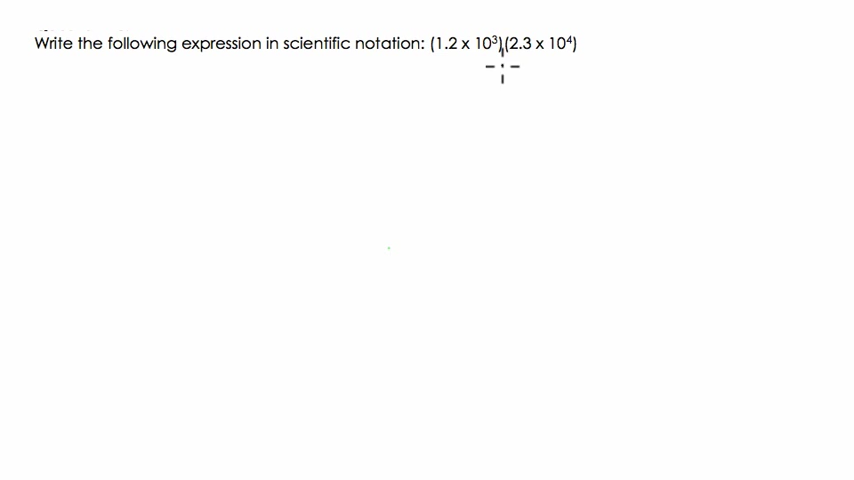 Write the following expression in scientific notation: (1.2 x 10³)(2.3 x 10⁴)